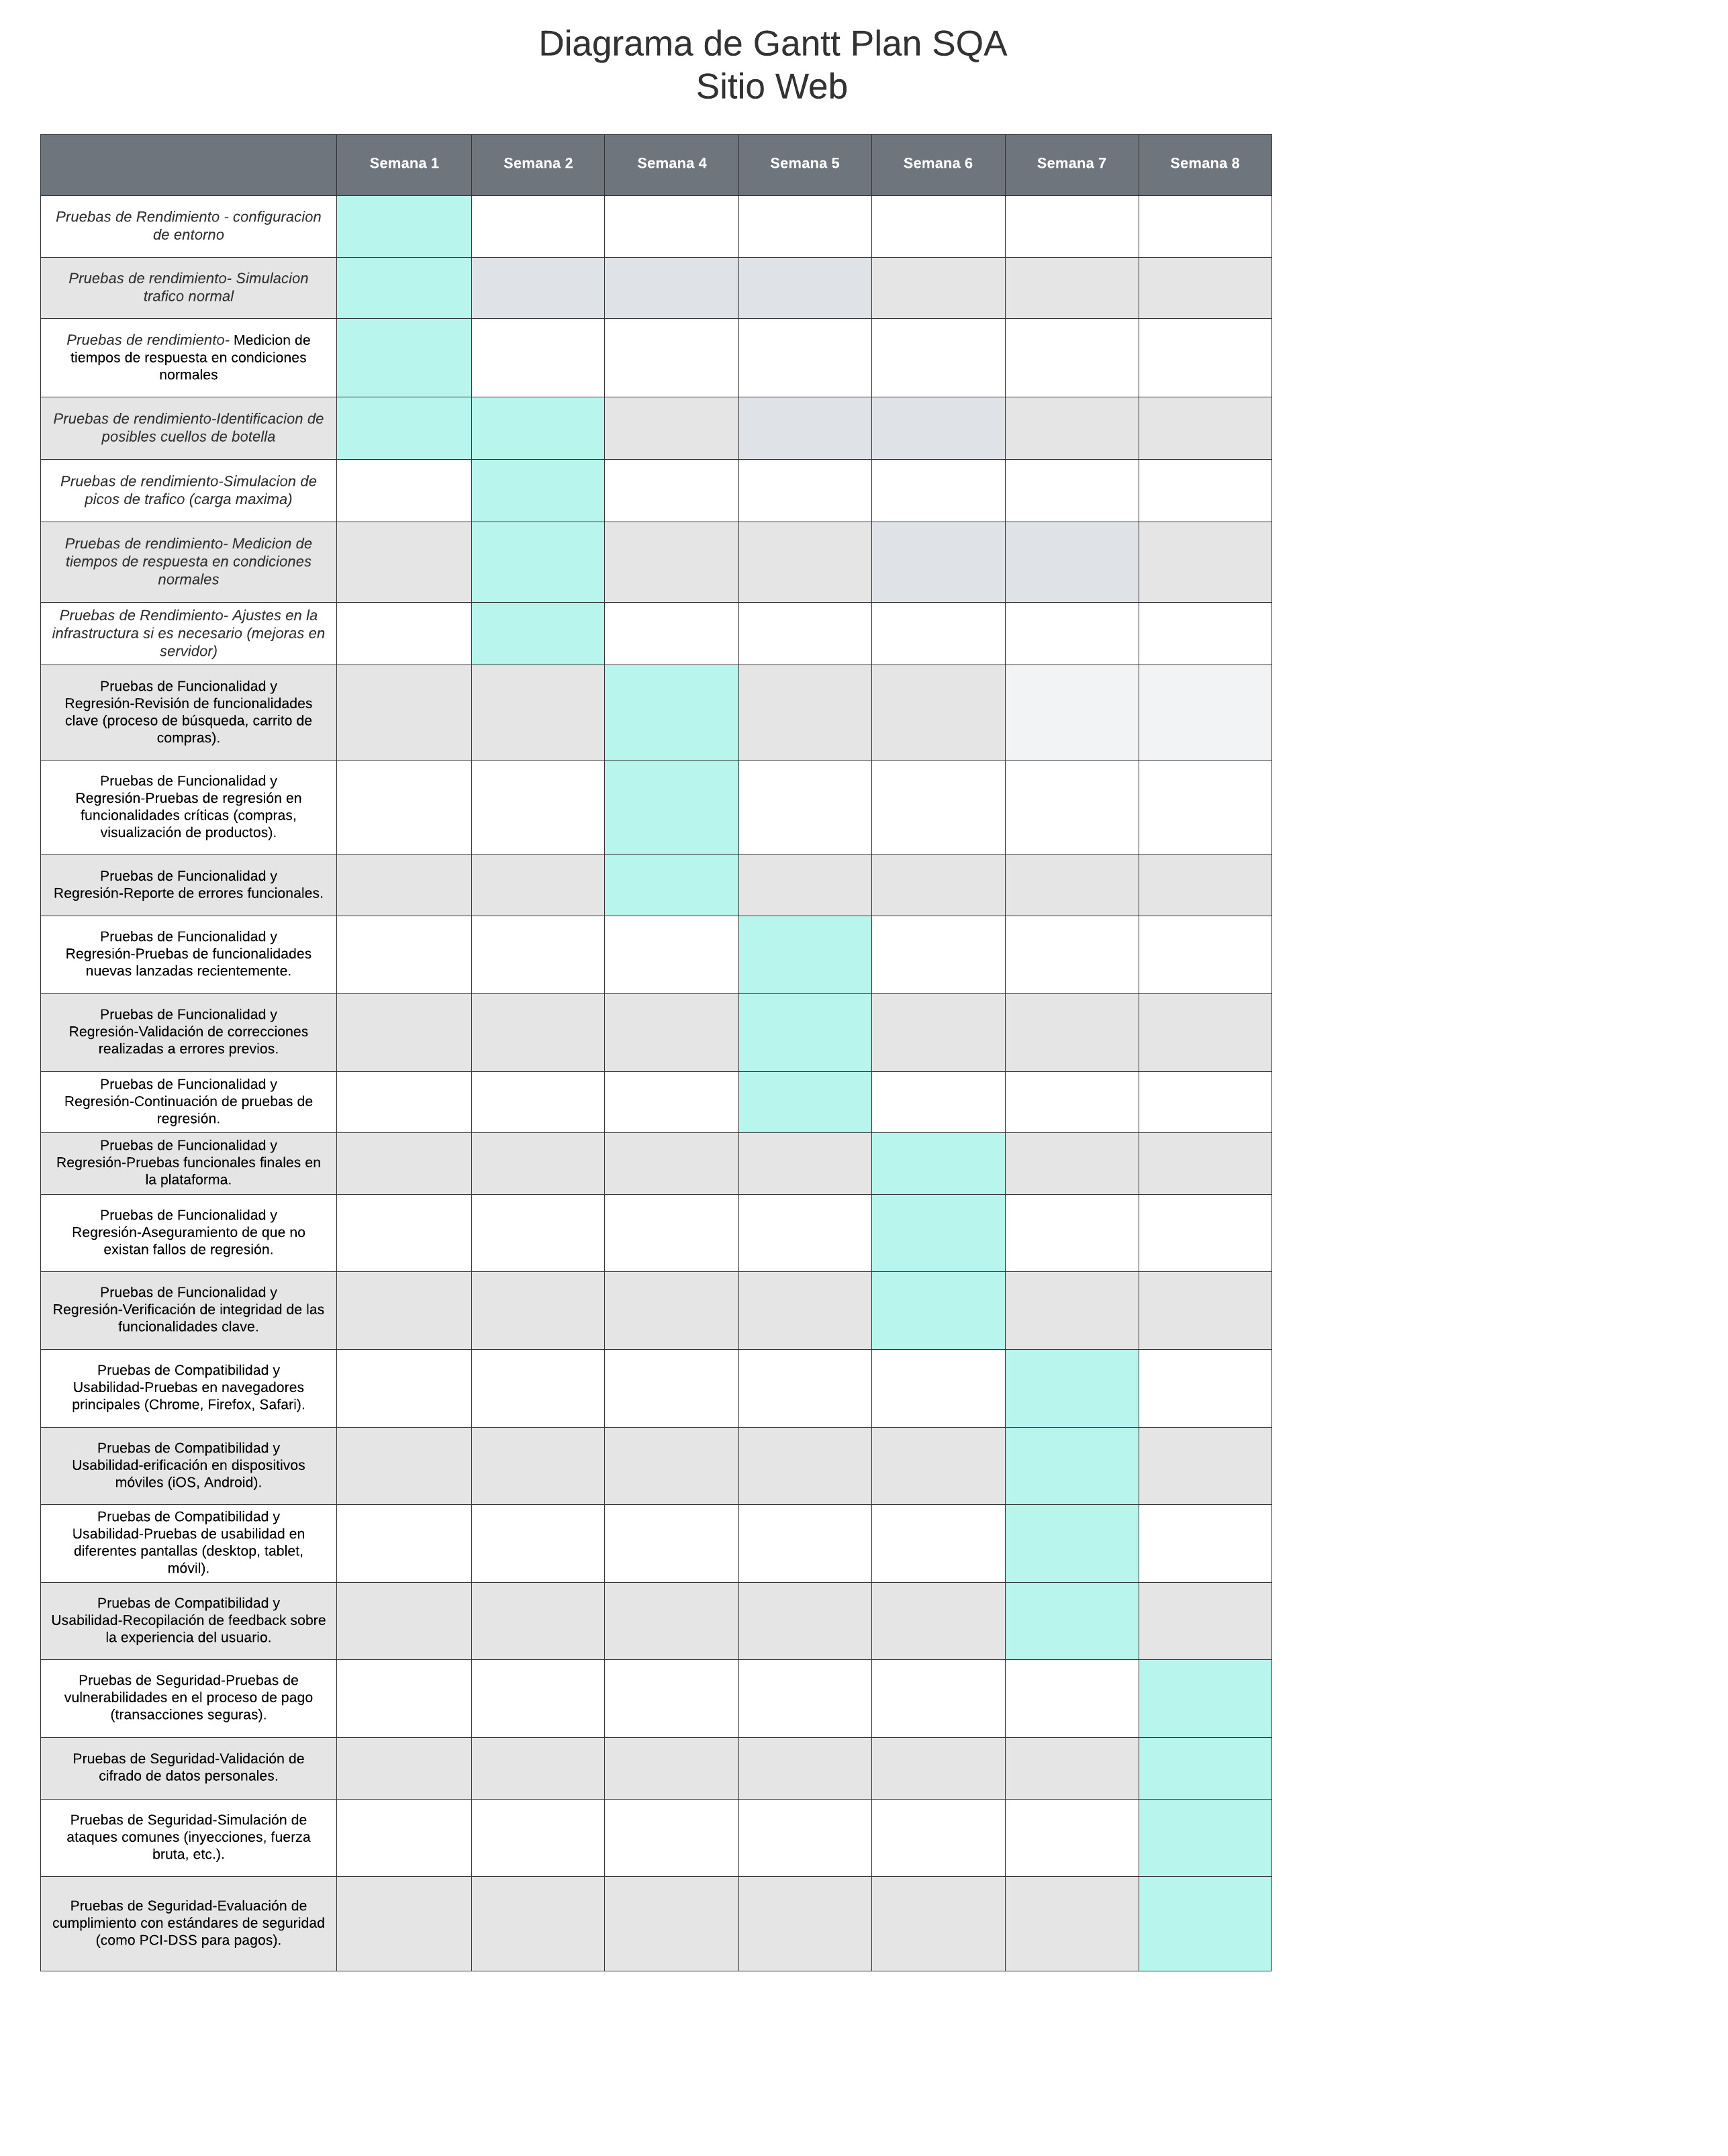 Diagrama de Gantt Plan SQA
Sitio Web
Semana 1
Semana 2
Semana 4
Semana 5
Semana 6
Semana 7
Semana 8
Pruebas de Rendimiento - configuracion
de entorno
Pruebas de rendimiento- Simulacion
trafico normal
Pruebas de rendimiento- Medicion de
tiempos de respuesta en condiciones
normales
Pruebas de rendimiento-Identificacion de
posibles cuellos de botella
Pruebas de rendimiento-Simulacion de
picos de trafico (carga maxima)
Pruebas de rendimiento- Medicion de
tiempos de respuesta en condiciones
normales
Pruebas de Rendimiento- Ajustes en la
infrastructura si es necesario (mejoras en
servidor)
Pruebas de Funcionalidad y
Regresión-Revisión de funcionalidades
clave (proceso de búsqueda, carrito de
compras).
Pruebas de Funcionalidad y
Regresión-Pruebas de regresión en
funcionalidades críticas (compras,
visualización de productos).
Pruebas de Funcionalidad y
Regresión-Reporte de errores funcionales.
Pruebas de Funcionalidad y
Regresión-Pruebas de funcionalidades
nuevas lanzadas recientemente.
Pruebas de Funcionalidad y
Regresión-Validación de correcciones
realizadas a errores previos.
Pruebas de Funcionalidad y
Regresión-Continuación de pruebas de
regresión.
Pruebas de Funcionalidad y
Regresión-Pruebas funcionales finales en
la plataforma.
Pruebas de Funcionalidad y
Regresión-Aseguramiento de que no
existan fallos de regresión.
Pruebas de Funcionalidad y
Regresión-Verificación de integridad de las
funcionalidades clave.
Pruebas de Compatibilidad y
Usabilidad-Pruebas en navegadores
principales (Chrome, Firefox, Safari).
Pruebas de Compatibilidad y
Usabilidad-erificación en dispositivos
móviles (iOS, Android).
Pruebas de Compatibilidad y
Usabilidad-Pruebas de usabilidad en
diferentes pantallas (desktop, tablet,
móvil).
Pruebas de Compatibilidad y
Usabilidad-Recopilación de feedback sobre
la experiencia del usuario.
Pruebas de Seguridad-Pruebas de
vulnerabilidades en el proceso de pago
(transacciones seguras).
Pruebas de Seguridad-Validación de
cifrado de datos personales.
Pruebas de Seguridad-Simulación de
ataques comunes (inyecciones, fuerza
bruta, etc.).
Pruebas de Seguridad-Evaluación de
cumplimiento con estándares de seguridad
(como PCI-DSS para pagos).